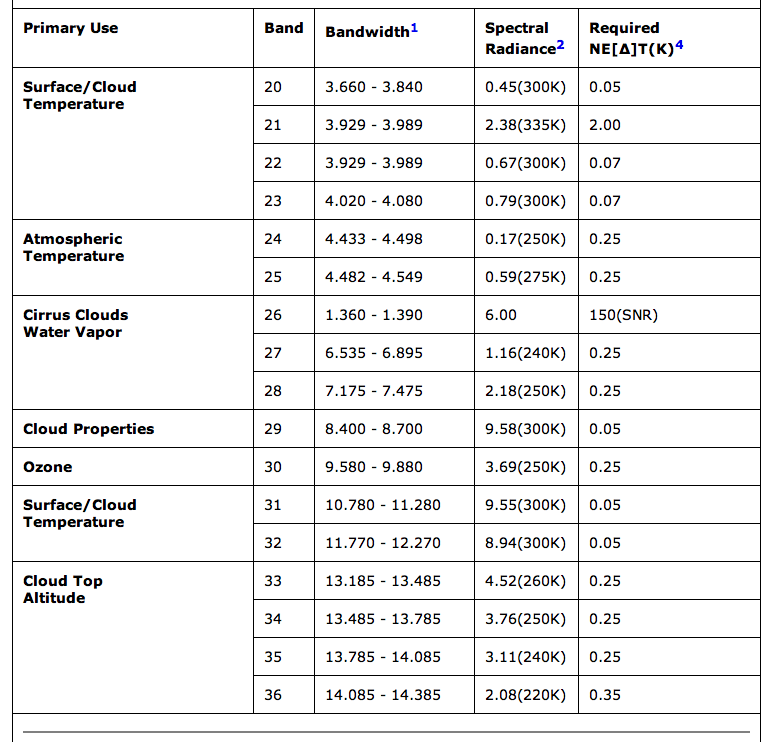 Primary Use Band Bandwidth1 Spectral Radiance2 Required NE[Δ]T(K)4
Surface/Cloud Temperature 20 3.660 - 3.840 0.45(300K) 0.05
21 3.929 - 3.989 2.38(335K) 2.00
22 3.929 - 3.989 0.67(300K) 0.07
23 4.020 - 4.080 0.79(300K) 0.07
Atmospheric Temperature 24 4.433 - 4.498 0.17(250K) 0.25
25 4.482 - 4.549 0.59(275K) 0.25
Cirrus Clouds Water Vapor 26 1.360 - 1.390 6.00 150(SNR)
27 6.535 - 6.895 1.16(240K) 0.25
28 7.175 - 7.475 2.18(250K) 0.25
Cloud Properties 29 8.400 - 8.700 9.58(300K) 0.05
Ozone 30 9.580 - 9.880 3.69(250K) 0.25
Surface/Cloud Temperature 31 10.780 - 11.280 9.55(300K) 0.05
32 11.770 - 12.270 8.94(300K) 0.05
Cloud Top Altitude 33 13.185 - 13.485 4.52(260K) 0.25
34 13.485 - 13.785 3.76(250K) 0.25
35 13.785 - 14.085 3.11(240K) 0.25
36 14.085 - 14.385 2.08(220K) 0.35